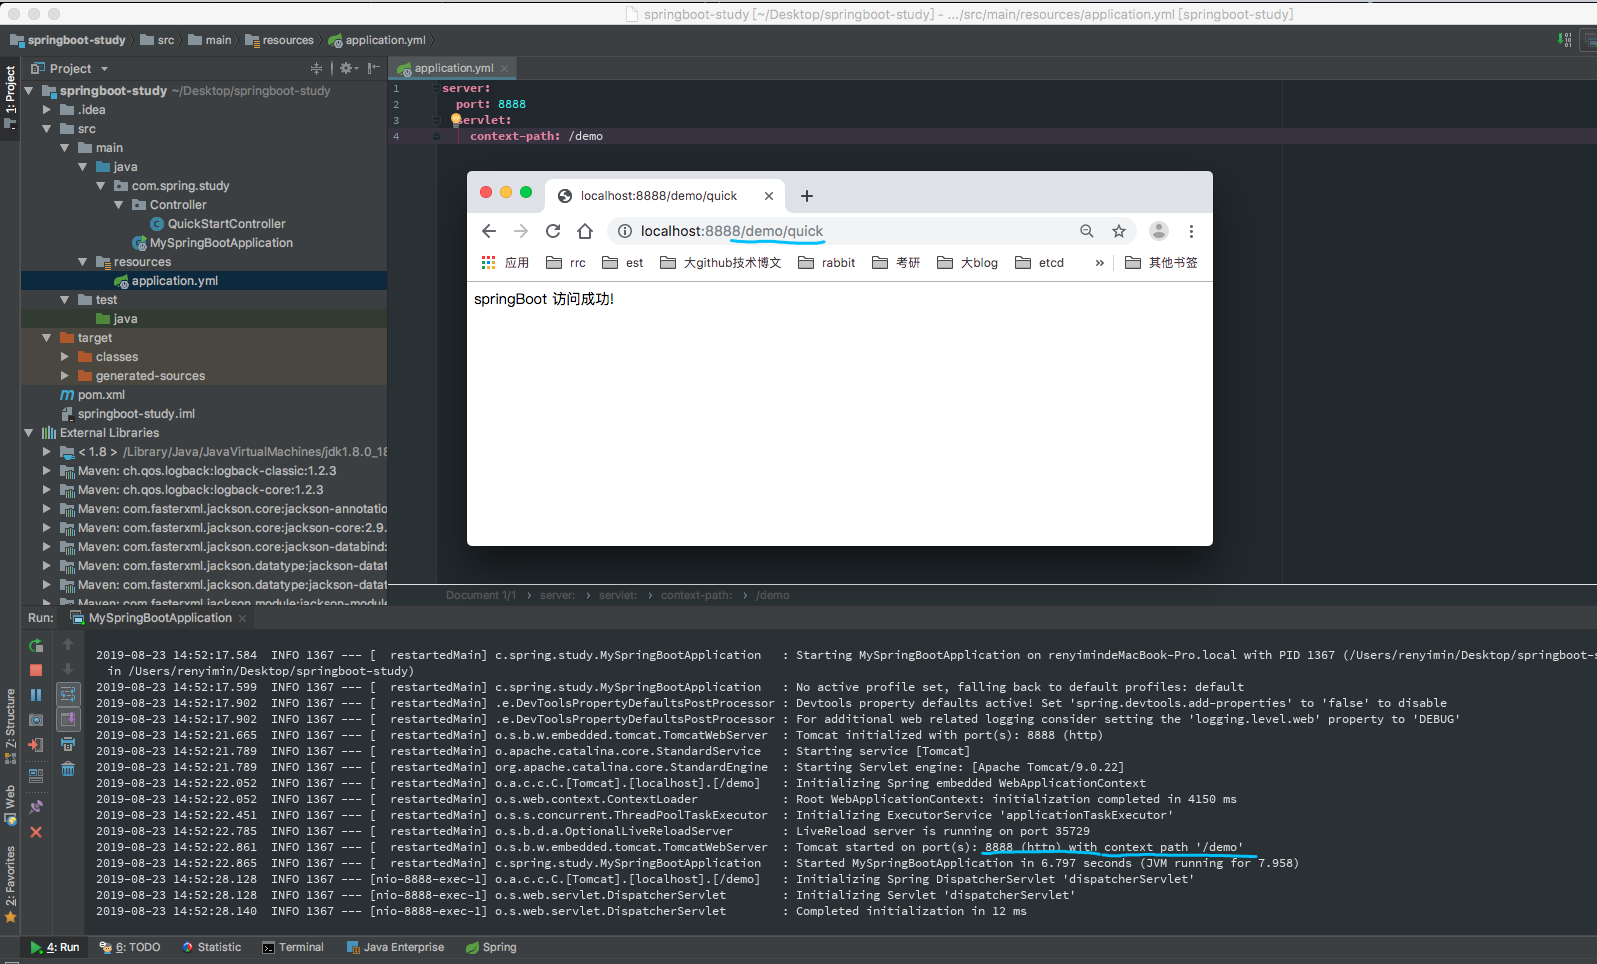 springboot-study [~/Desktop/springboot-study] - .../src/main/resources/application.yml [springboot-study]
springboot-study
src
main
resources
application.yml
1: Project
Project
application.yml
springboot-study ~/Desktop/springboot-study
.idea
src
main
java
com.spring.study
Controller
QuickStartController
MySpringBootApplication
resources
application.yml
test
java
target
classes
generated-sources
pom.xml
springboot-study.iml
External Libraries
< 1.8 > /Library/Java/JavaVirtualMachines/jdk1.8.0_18
Maven: ch.qos.logback:logback-classic:1.2.3
Maven: ch.qos.logback:logback-core:1.2.3
Maven: com.fasterxml.jackson.core:jackson-annotatio
Maven: com.fasterxml.jackson.core:jackson-core:2.9.
Maven: com.fasterxml.jackson.core:jackson-databind:
Maven: com.fasterxml.jackson.datatype:jackson-datat
Maven: com.fasterxml.jackson.datatype:jackson-datat
Maven: com.fasterxml.jackson.module:jackson-module
1 server:
2 port: 8888
3 servlet:
4 context-path: /demo
localhost:8888/demo/quick
localhost:8888/demo/quick
应用 rrc est 大github技术博文 rabbit 考研 大blog etcd » 其他书签
springBoot 访问成功!
Document 1/1 › server: › servlet: › context-path: › /demo
Run: MySpringBootApplication
2019-08-23 14:52:17.584 INFO 1367 --- [ restartedMain] c.spring.study.MySpringBootApplication : Starting MySpringBootApplication on renyimindeMacBook-Pro.local with PID 1367 (/Users/renyimin/Desktop/springboot-s
in /Users/renyimin/Desktop/springboot-study)
2019-08-23 14:52:17.599 INFO 1367 --- [ restartedMain] c.spring.study.MySpringBootApplication : No active profile set, falling back to default profiles: default
2019-08-23 14:52:17.902 INFO 1367 --- [ restartedMain] .e.DevToolsPropertyDefaultsPostProcessor : Devtools property defaults active! Set 'spring.devtools.add-properties' to 'false' to disable
2019-08-23 14:52:17.902 INFO 1367 --- [ restartedMain] .e.DevToolsPropertyDefaultsPostProcessor : For additional web related logging consider setting the 'logging.level.web' property to 'DEBUG'
2019-08-23 14:52:21.665 INFO 1367 --- [ restartedMain] o.s.b.w.embedded.tomcat.TomcatWebServer : Tomcat initialized with port(s): 8888 (http)
2019-08-23 14:52:21.789 INFO 1367 --- [ restartedMain] o.apache.catalina.core.StandardService : Starting service [Tomcat]
2019-08-23 14:52:21.789 INFO 1367 --- [ restartedMain] org.apache.catalina.core.StandardEngine : Starting Servlet engine: [Apache Tomcat/9.0.22]
2019-08-23 14:52:22.052 INFO 1367 --- [ restartedMain] o.a.c.c.C.[Tomcat].[localhost].[/demo] : Initializing Spring embedded WebApplicationContext
2019-08-23 14:52:22.052 INFO 1367 --- [ restartedMain] o.s.web.context.ContextLoader : Root WebApplicationContext: initialization completed in 4150 ms
2019-08-23 14:52:22.451 INFO 1367 --- [ restartedMain] o.s.s.concurrent.ThreadPoolTaskExecutor : Initializing ExecutorService 'applicationTaskExecutor'
2019-08-23 14:52:22.785 INFO 1367 --- [ restartedMain] o.s.b.d.a.OptionalLiveReloadServer : LiveReload server is running on port 35729
2019-08-23 14:52:22.861 INFO 1367 --- [ restartedMain] o.s.b.w.embedded.tomcat.TomcatWebServer : Tomcat started on port(s): 8888 (http) with context path '/demo'
2019-08-23 14:52:22.865 INFO 1367 --- [ restartedMain] c.spring.study.MySpringBootApplication : Started MySpringBootApplication in 6.797 seconds (JVM running for 7.958)
2019-08-23 14:52:28.128 INFO 1367 --- [nio-8888-exec-1] o.a.c.c.C.[Tomcat].[localhost].[/demo] : Initializing Spring DispatcherServlet 'dispatcherServlet'
2019-08-23 14:52:28.128 INFO 1367 --- [nio-8888-exec-1] o.s.web.servlet.DispatcherServlet : Initializing Servlet 'dispatcherServlet'
2019-08-23 14:52:28.140 INFO 1367 --- [nio-8888-exec-1] o.s.web.servlet.DispatcherServlet : Completed initialization in 12 ms
Z: Structure
Web
2: Favorites
4: Run 6: TODO Statistic Terminal Java Enterprise Spring